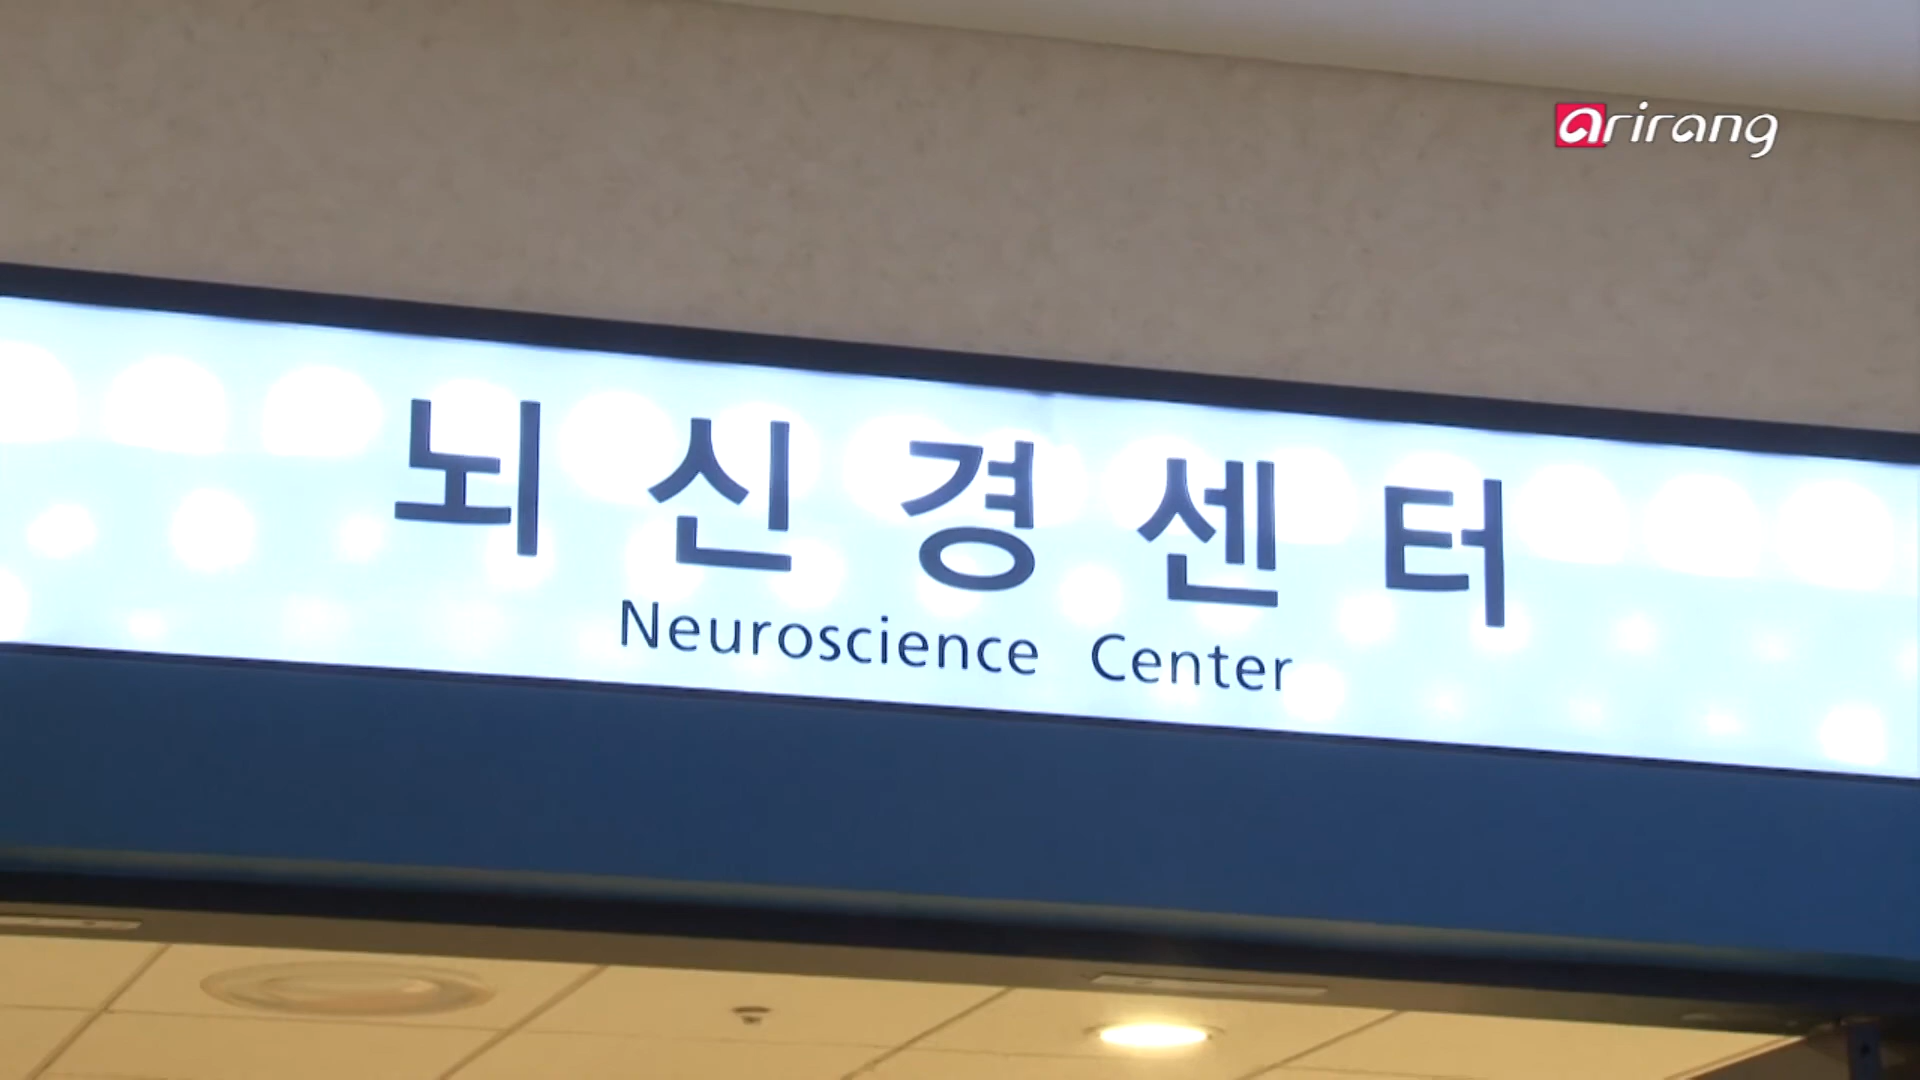 arirang
뇌신경센터
Neuroscience Center